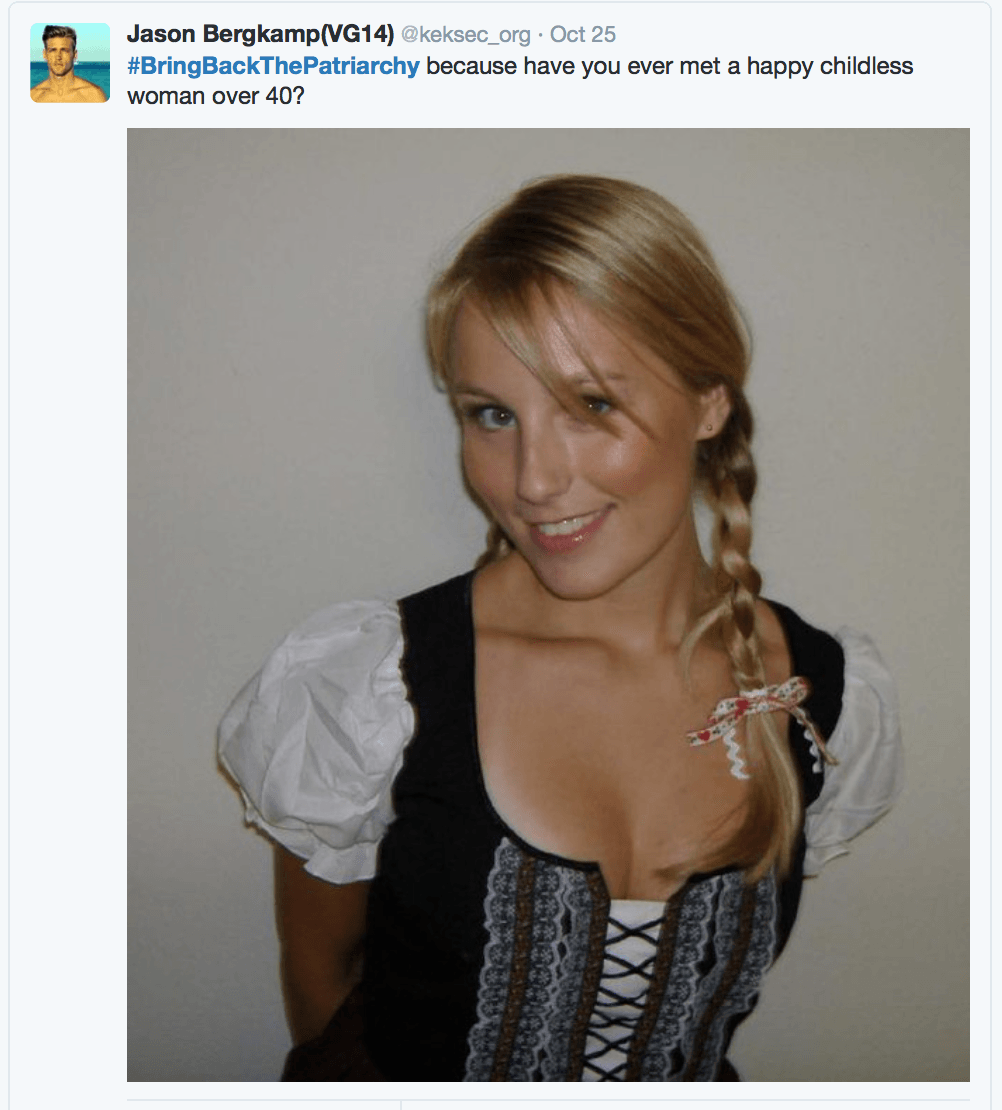 Jason Bergkamp(VG14) @keksec_org · Oct 25
#BringBackThePatriarchy because have you ever met a happy childless
woman over 40?